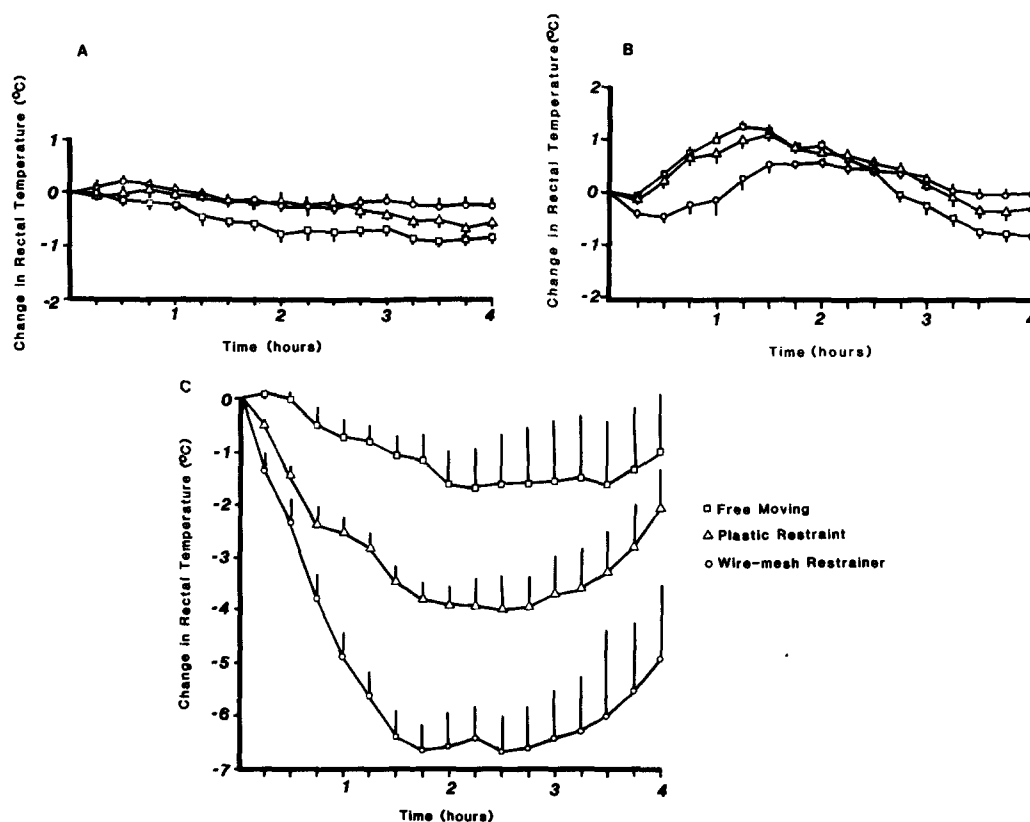 A
Change in Rectal Temperature (°C)
1
0
-1
-2
1
2
3
4
Time (hours)
B
Change in Rectal Temperature(°C)
2
1
0
-1
-2
1
2
3
4
Time (hours)
C
Change in Rectal Temperature (°C)
0
-1
-2
-3
-4
-5
-6
-7
1
2
3
4
Time (hours)
Free Moving
Plastic Restraint
Wire-mesh Restrainer